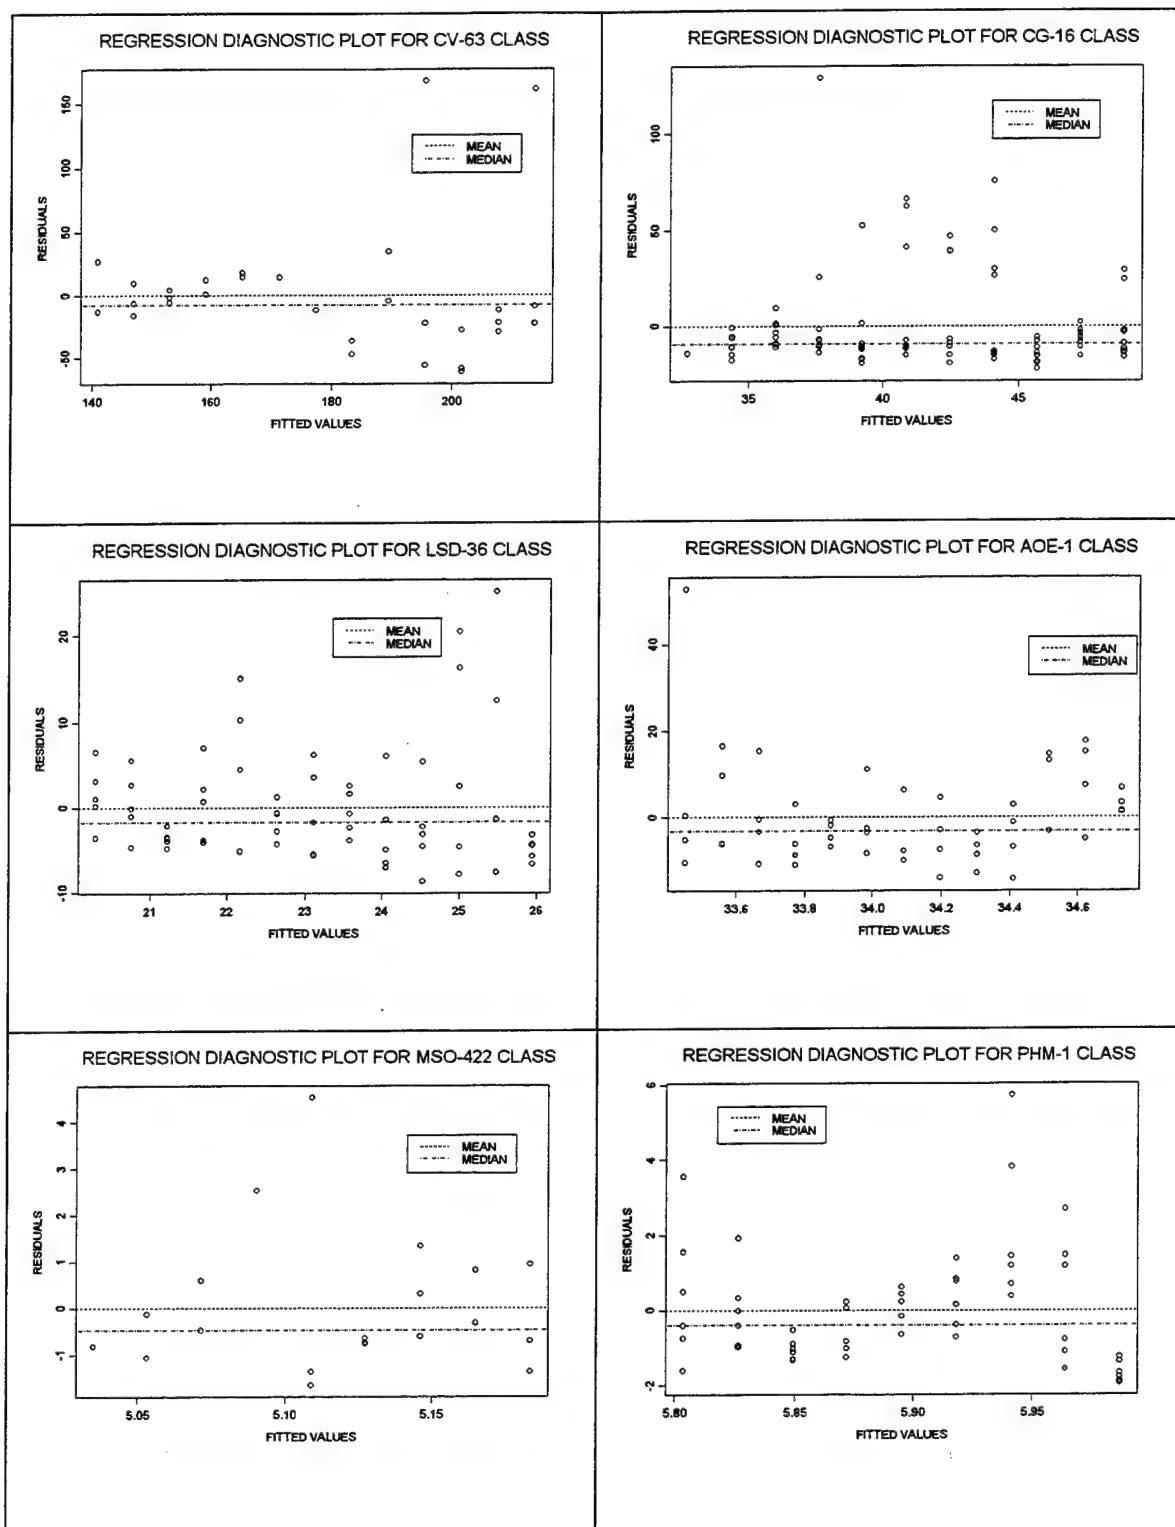 REGRESSION DIAGNOSTIC PLOT FOR CV-63 CLASS
150
100
50
0
-50
RESIDUALS
MEAN
MEDIAN
140
160
180
200
FITTED VALUES
REGRESSION DIAGNOSTIC PLOT FOR CG-16 CLASS
100
50
0
RESIDUALS
MEAN
MEDIAN
35
40
45
FITTED VALUES
REGRESSION DIAGNOSTIC PLOT FOR LSD-36 CLASS
20
10
0
-10
RESIDUALS
MEAN
MEDIAN
21
22
23
24
25
26
FITTED VALUES
REGRESSION DIAGNOSTIC PLOT FOR AOE-1 CLASS
40
20
0
RESIDUALS
MEAN
MEDIAN
33.6
33.8
34.0
34.2
34.4
34.6
FITTED VALUES
REGRESSION DIAGNOSTIC PLOT FOR MSO-422 CLASS
4
3
2
1
0
-1
RESIDUALS
MEAN
MEDIAN
5.05
5.10
5.15
FITTED VALUES
REGRESSION DIAGNOSTIC PLOT FOR PHM-1 CLASS
6
4
2
0
-2
RESIDUALS
MEAN
MEDIAN
5.80
5.85
5.90
5.95
FITTED VALUES